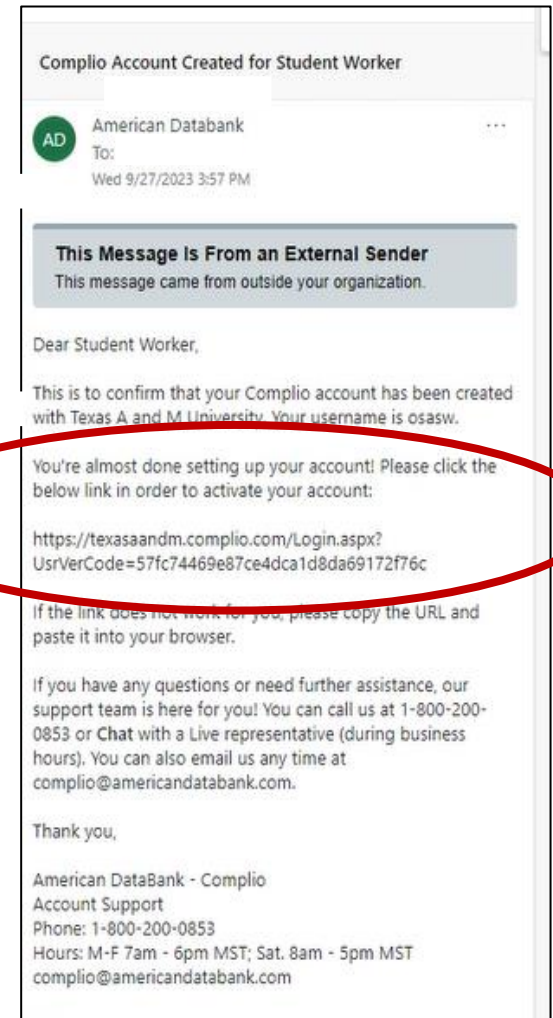 Complio Account Created for Student Worker
AD
American Databank
...
To:
Wed 9/27/2023 3:57 PM
This Message Is From an External Sender
This message came from outside your organization.
Dear Student Worker,
This is to confirm that your Complio account has been created
with Texas A and M University. Your username is osasw.
You're almost done setting up your account! Please click the
below link in order to activate your account:
https://texasaandm.complio.com/Login.aspx?
UsrVerCode=57fc74469e87ce4dca1d8da69172f76c
If the link does not work for you, please copy the URL and
paste it into your browser.
If you have any questions or need further assistance, our
support team is here for you! You can call us at 1-800-200-
0853 or Chat with a Live representative (during business
hours). You can also email us any time at
complio@americandatabank.com.
Thank you,
American DataBank - Complio
Account Support
Phone: 1-800-200-0853
Hours: M-F 7am - 6pm MST; Sat. 8am - 5pm MST
complio@americandatabank.com